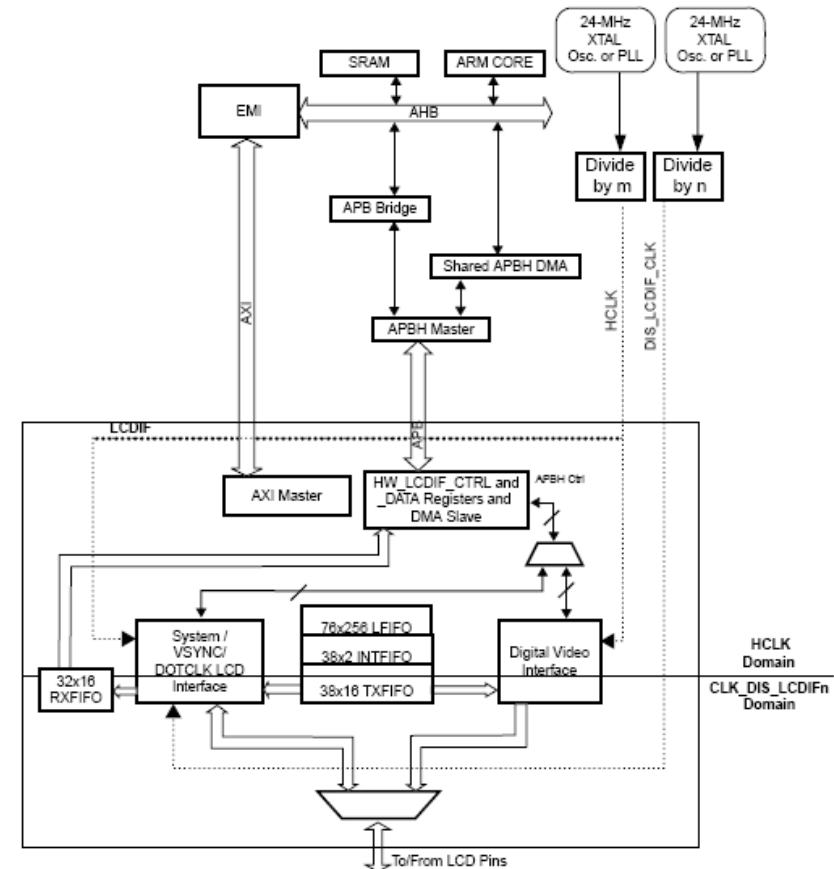 24-MHz
XTAL
Osc. or PLL
24-MHz
XTAL
Osc. or PLL
SRAM
ARM CORE
EMI
AHB
Divide
by m
Divide
by n
APB Bridge
Shared APBH DMA
HCLK
DIS_LCDIF_CLK
AXI
APBH Master
LCDIF
APB
AXI Master
HW_LCDIF_CTRL and
_DATA Registers and
DMA Slave
APBH Ctrl
System /
VSYNC/
DOTCLK LCD
Interface
76x256 LFIFO
38x2 INTFIFO
38x16 TXFIFO
Digital Video
Interface
32x16
RXFIFO
HCLK
Domain
CLK_DIS_LCDIFn
Domain
To/From LCD Pins